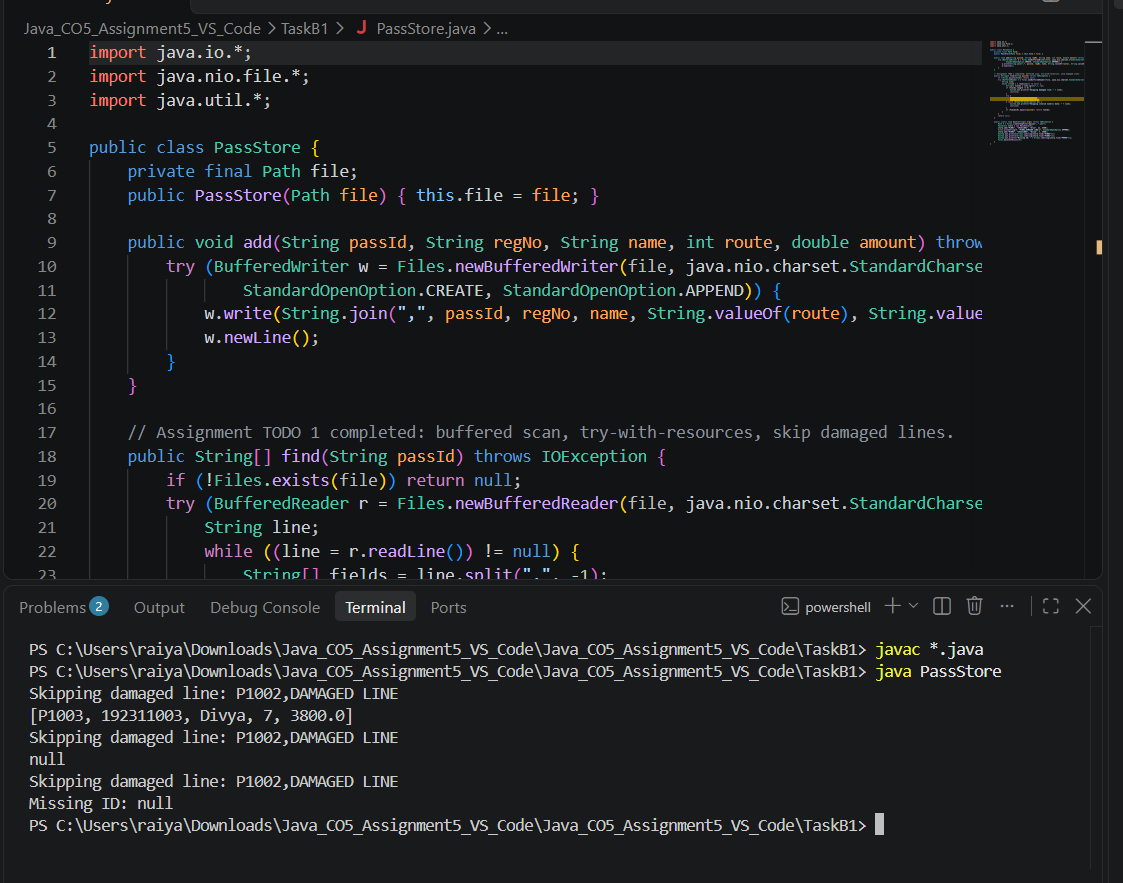 Java_CO5_Assignment5_VS_Code > TaskB1 > J PassStore.java > ...
1 import java.io.*;
2 import java.nio.file.*;
3 import java.util.*;
4
5 public class PassStore {
6 private final Path file;
7 public PassStore(Path file) { this.file = file; }
8
9 public void add(String passId, String regNo, String name, int route, double amount) throw
10 try (BufferedWriter w = Files.newBufferedWriter(file, java.nio.charset.StandardCharse
11 StandardOpenOption.CREATE, StandardOpenOption.APPEND)) {
12 w.write(String.join(",", passId, regNo, name, String.valueOf(route), String.value
13 w.newLine();
14 }
15 }
16
17 // Assignment TODO 1 completed: buffered scan, try-with-resources, skip damaged lines.
18 public String[] find(String passId) throws IOException {
19 if (!Files.exists(file)) return null;
20 try (BufferedReader r = Files.newBufferedReader(file, java.nio.charset.StandardCharse
21 String line;
22 while ((line = r.readLine()) != null) {
23 String[] fields = line.split(",", -1);
Problems 2 Output Debug Console Terminal Ports powershell
PS C:\Users\raiya\Downloads\Java_CO5_Assignment5_VS_Code\Java_CO5_Assignment5_VS_Code\TaskB1> javac *.java
PS C:\Users\raiya\Downloads\Java_CO5_Assignment5_VS_Code\Java_CO5_Assignment5_VS_Code\TaskB1> java PassStore
Skipping damaged line: P1002,DAMAGED LINE
[P1003, 192311003, Divya, 7, 3800.0]
Skipping damaged line: P1002,DAMAGED LINE
null
Skipping damaged line: P1002,DAMAGED LINE
Missing ID: null
PS C:\Users\raiya\Downloads\Java_CO5_Assignment5_VS_Code\Java_CO5_Assignment5_VS_Code\TaskB1>